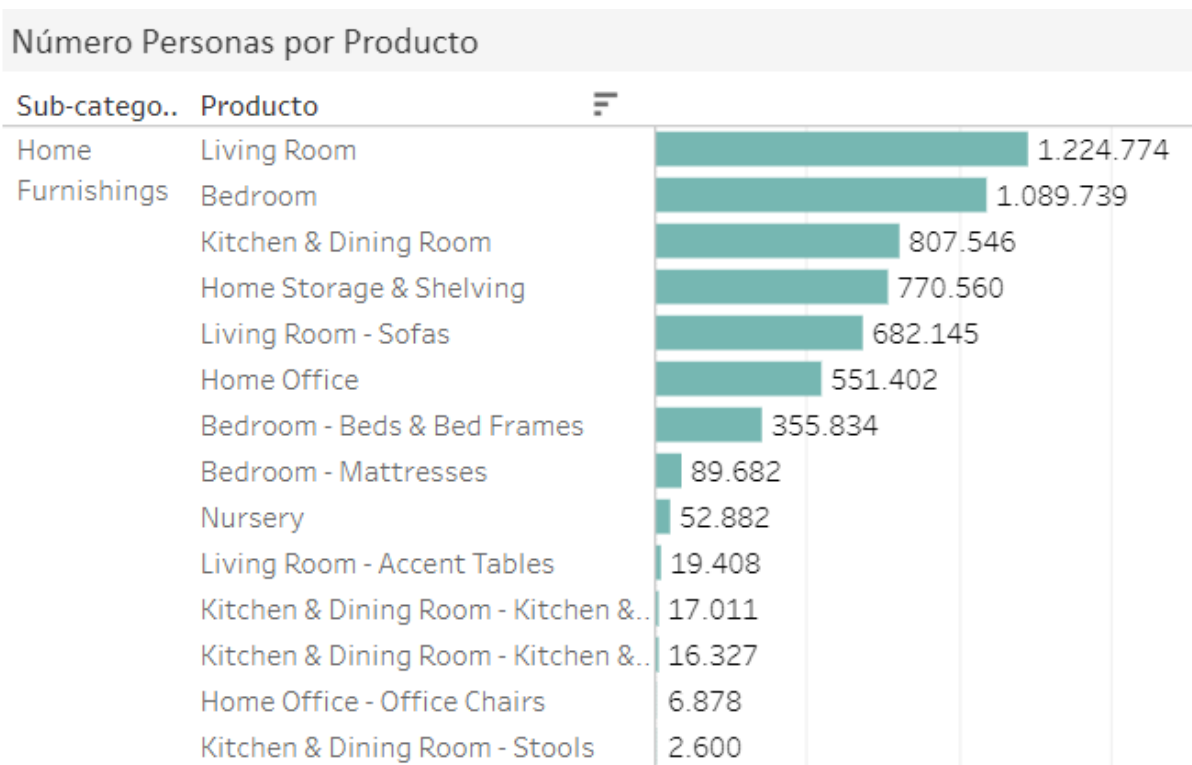 Número Personas por Producto
Sub-catego.. Producto
Home Living Room 1.224.774
Furnishings Bedroom 1.089.739
Kitchen & Dining Room 807.546
Home Storage & Shelving 770.560
Living Room - Sofas 682.145
Home Office 551.402
Bedroom - Beds & Bed Frames 355.834
Bedroom - Mattresses 89.682
Nursery 52.882
Living Room - Accent Tables 19.408
Kitchen & Dining Room - Kitchen &.. 17.011
Kitchen & Dining Room - Kitchen &.. 16.327
Home Office - Office Chairs 6.878
Kitchen & Dining Room - Stools 2.600